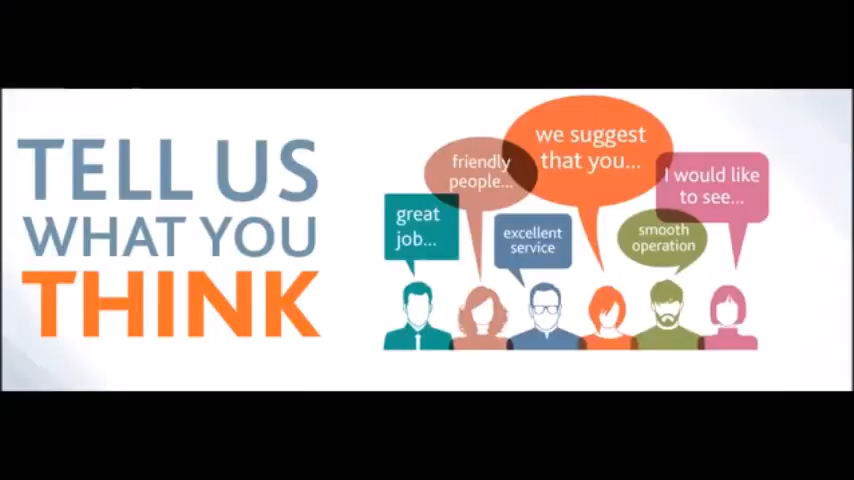 TELL US
WHAT YOU
THINK
great
job...
friendly
people...
excellent
service
we suggest
that you...
smooth
operation
I would like
to see...